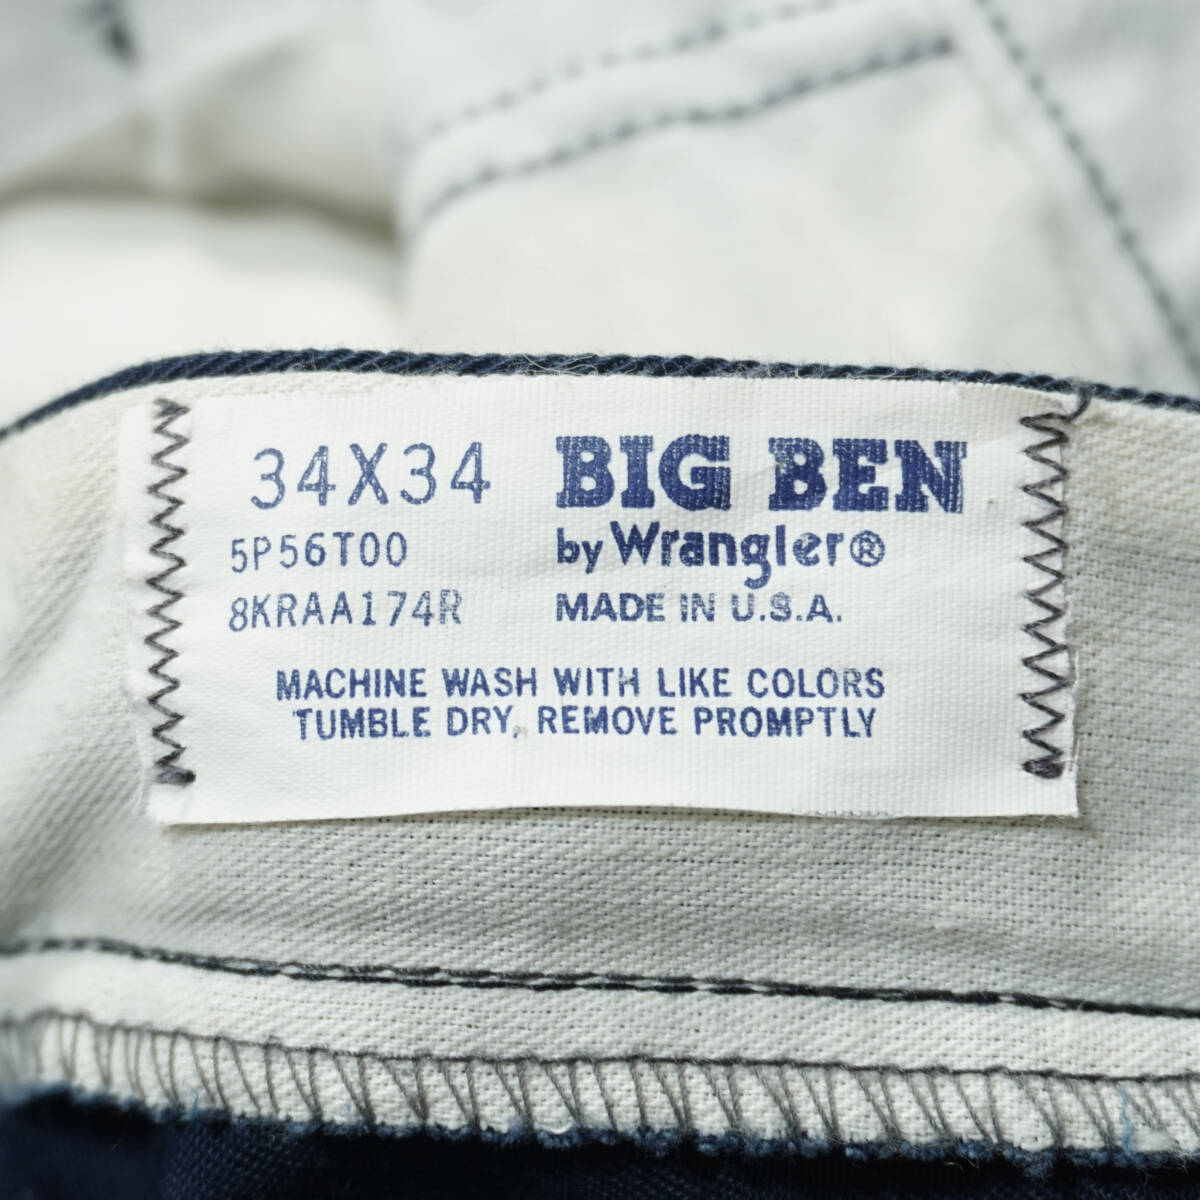 34X34 BIG BEN
5P56T00 by Wrangler®
8KRAA174R MADE IN U.S.A.
MACHINE WASH WITH LIKE COLORS
TUMBLE DRY, REMOVE PROMPTLY